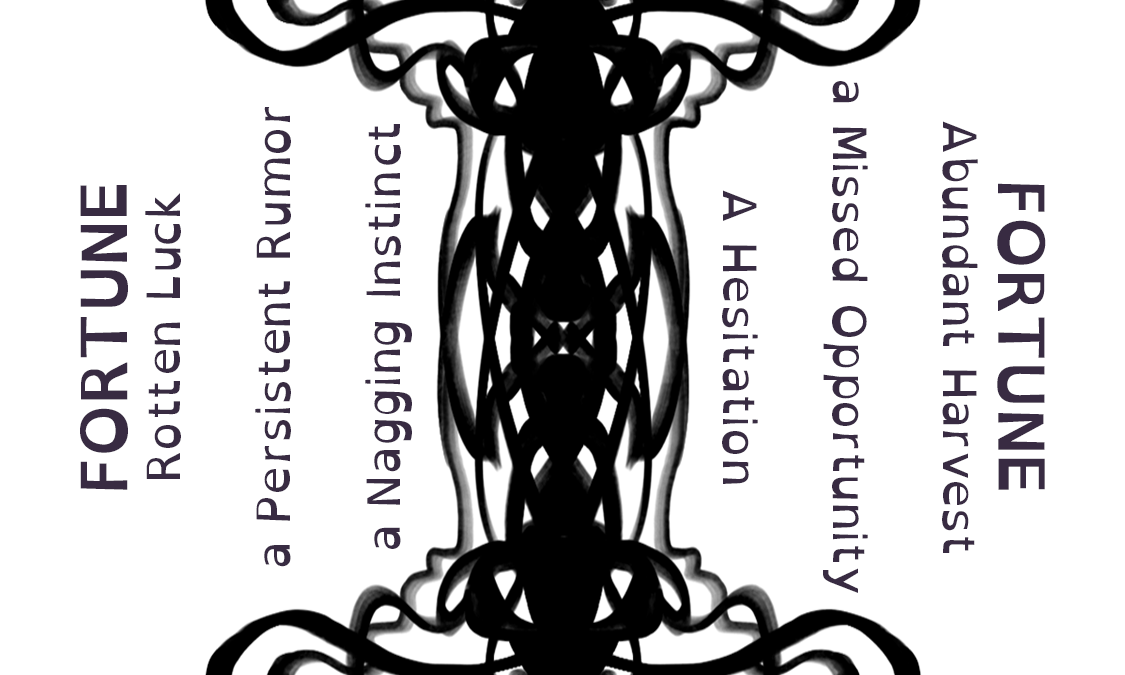 FORTUNE
Rotten Luck
a Persistent Rumor
a Nagging Instinct
FORTUNE
Abundant Harvest
a Missed Opportunity
A Hesitation